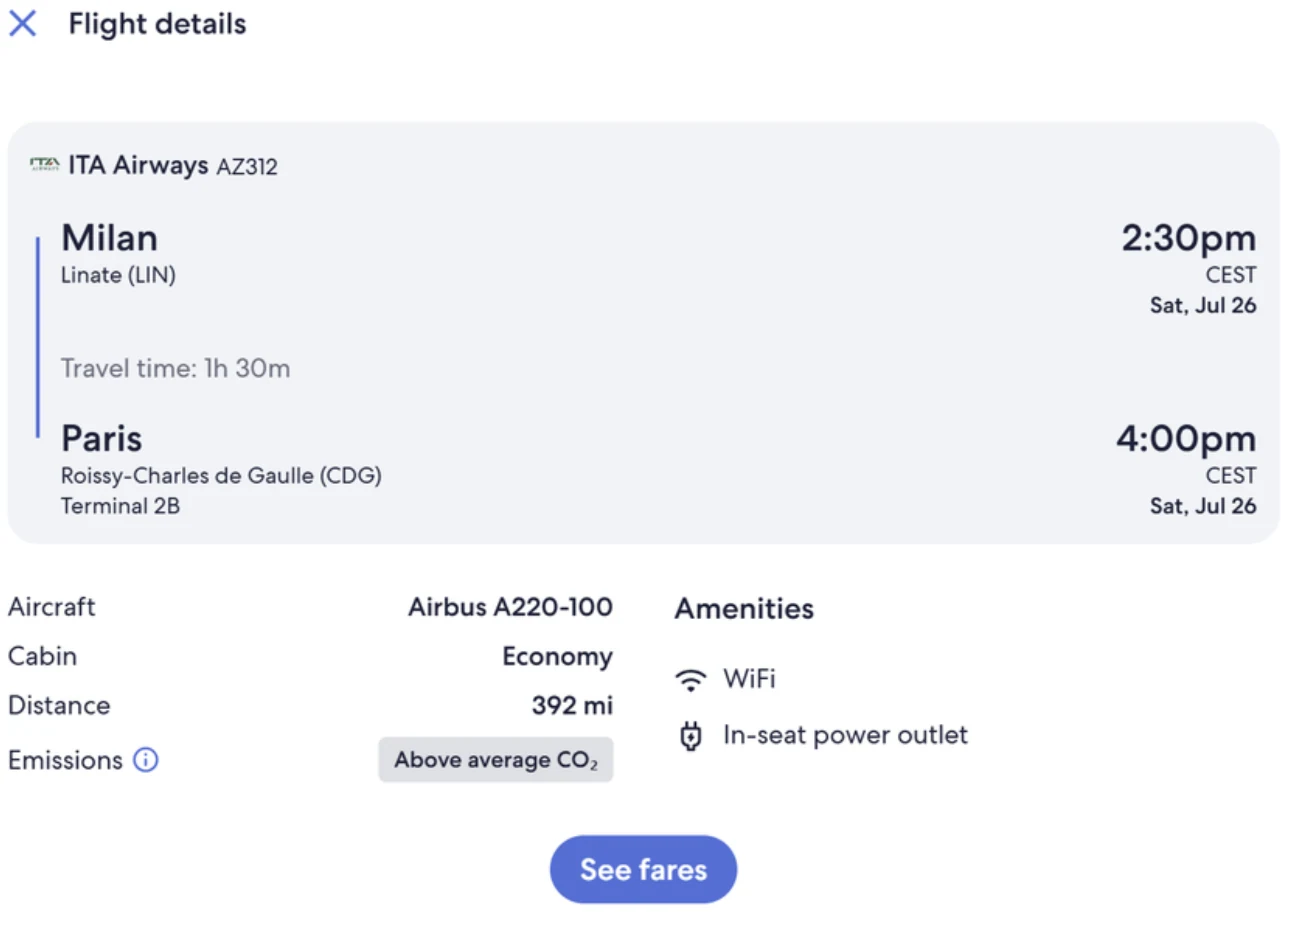 Flight details
ITA AIRWAYS ITA Airways AZ312
Milan 2:30pm
Linate (LIN) CEST
Sat, Jul 26
Travel time: 1h 30m
Paris 4:00pm
Roissy-Charles de Gaulle (CDG) CEST
Terminal 2B Sat, Jul 26
Aircraft Airbus A220-100
Cabin Economy
Distance 392 mi
Emissions Above average CO₂
Amenities
WiFi
In-seat power outlet
See fares